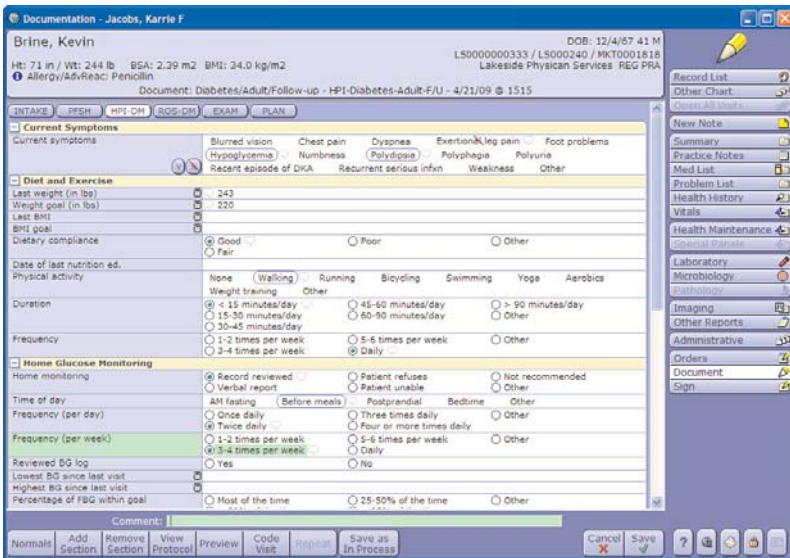 Documentation - Jacobs, Karrie F
Brine, Kevin
DOB: 12/4/67 41 M
L50000000333 / L5000240 / MKT0001818
Ht: 71 in / Wt: 244 lb BSA: 2.39 m2 BMI: 34.0 kg/m2
Lakeside Physican Services REG PRA
Allergy/AdvReac: Penicillin
Document: Diabetes/Adult/Follow-up - HPI-Diabetes-Adult-F/U - 4/21/09 @ 1515
INTAKE PFSH HPI-DM ROS-DM EXAM PLAN
Current Symptoms
Current symptoms
Blurred vision Chest pain Dyspnea Exertional leg pain Foot problems
Hypoglycemia Numbness Polydipsia Polyphagia Polyuria
Recent episode of DKA Recurrent serious infxn Weakness Other
Diet and Exercise
Last weight (in lbs) 243
Weight goal (in lbs) 220
Last BMI
BMI goal
Dietary compliance Good Poor Other
Fair
Date of last nutrition ed.
Physical activity None Walking Running Bicycling Swimming Yoga Aerobics
Weight training Other
Duration < 15 minutes/day 45-60 minutes/day > 90 minutes/day
15-30 minutes/day 60-90 minutes/day Other
30-45 minutes/day
Frequency 1-2 times per week 5-6 times per week Other
3-4 times per week Daily
Home Glucose Monitoring
Home monitoring Record reviewed Patient refuses Not recommended
Verbal report Patient unable Other
Time of day AM fasting Before meals Postprandial Bedtime Other
Frequency (per day) Once daily Three times daily Other
Twice daily Four or more times daily
Frequency (per week) 1-2 times per week 5-6 times per week Other
3-4 times per week Daily
Reviewed BG log Yes No
Lowest BG since last visit
Highest BG since last visit
Percentage of FBG within goal Most of the time 25-50% of the time Other
Comment:
Normals Add Section Remove Section View Protocol Preview Code Visit Repeat Save as In Process Cancel Save
Record List
Other Chart
Open All Visits
New Note
Summary
Practice Notes
Med List
Problem List
Health History
Vitals
Health Maintenance
Special Panels
Laboratory
Microbiology
Pathology
Imaging
Other Reports
Administrative
Orders
Document
Sign